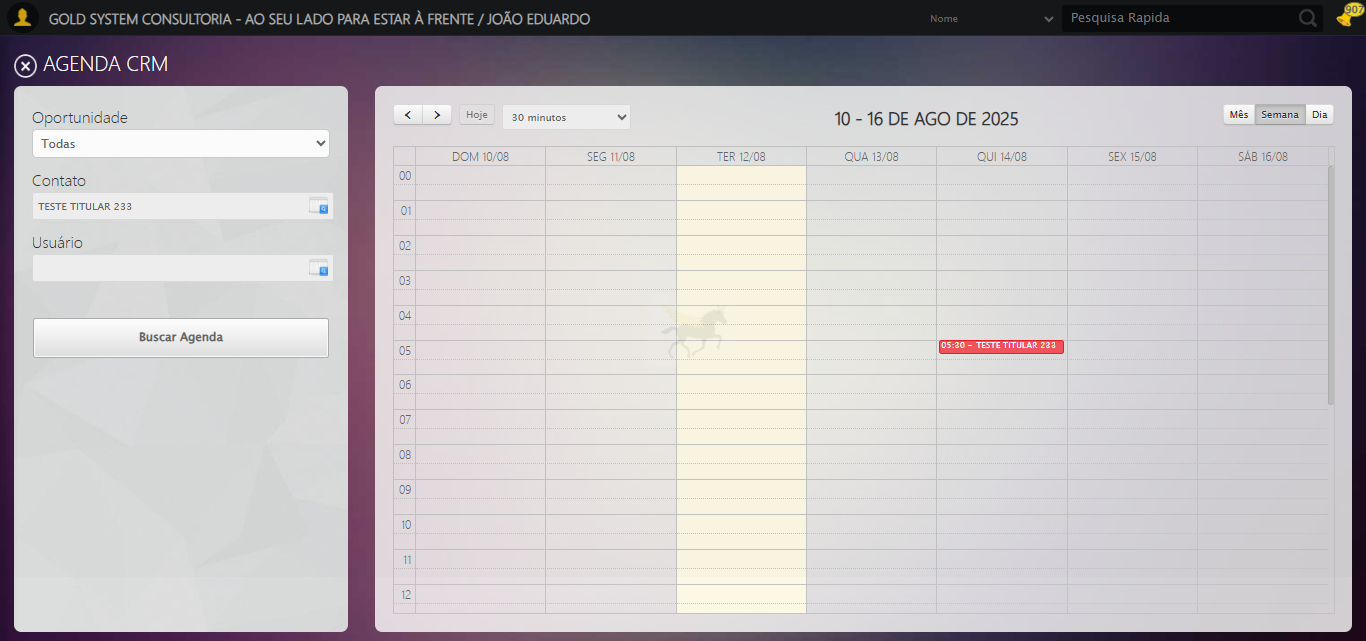 GOLD SYSTEM CONSULTORIA - AO SEU LADO PARA ESTAR À FRENTE / JOÃO EDUARDO
Nome
Pesquisa Rapida
907
AGENDA CRM
Oportunidade
Todas
Contato
TESTE TITULAR 233
Usuário
Buscar Agenda
< > Hoje 30 minutos
10 - 16 DE AGO DE 2025
Mês Semana Dia
DOM 10/08 SEG 11/08 TER 12/08 QUA 13/08 QUI 14/08 SEX 15/08 SÁB 16/08
00
01
02
03
04
05
05:30 - TESTE TITULAR 233
06
07
08
09
10
11
12